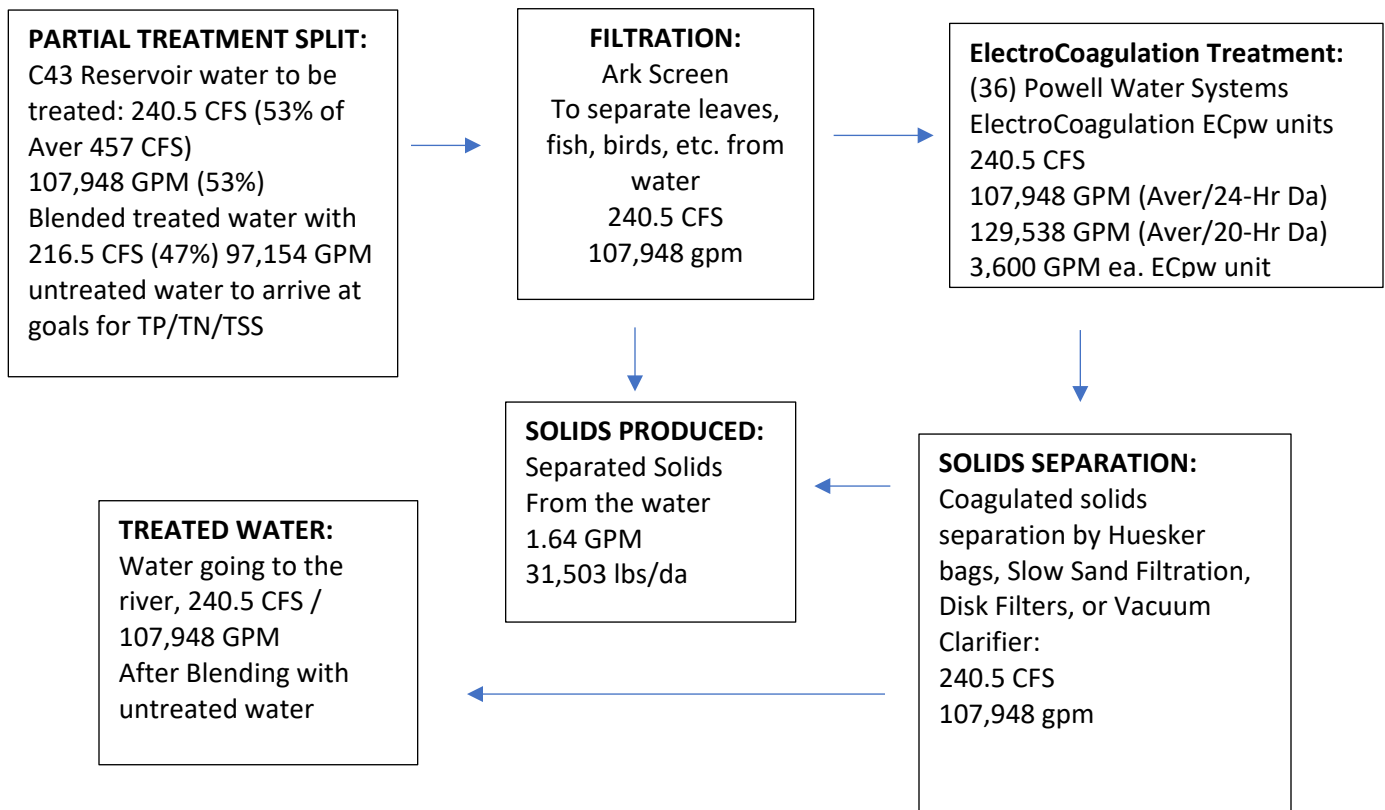 PARTIAL TREATMENT SPLIT:
C43 Reservoir water to be
treated: 240.5 CFS (53% of
Aver 457 CFS)
107,948 GPM (53%)
Blended treated water with
216.5 CFS (47%) 97,154 GPM
untreated water to arrive at
goals for TP/TN/TSS
FILTRATION:
Ark Screen
To separate leaves,
fish, birds, etc. from
water
240.5 CFS
107,948 gpm
ElectroCoagulation Treatment:
(36) Powell Water Systems
ElectroCoagulation ECpw units
240.5 CFS
107,948 GPM (Aver/24-Hr Da)
129,538 GPM (Aver/20-Hr Da)
3,600 GPM ea. ECpw unit
SOLIDS PRODUCED:
Separated Solids
From the water
1.64 GPM
31,503 lbs/da
SOLIDS SEPARATION:
Coagulated solids
separation by Huesker
bags, Slow Sand Filtration,
Disk Filters, or Vacuum
Clarifier:
240.5 CFS
107,948 gpm
TREATED WATER:
Water going to the
river, 240.5 CFS /
107,948 GPM
After Blending with
untreated water